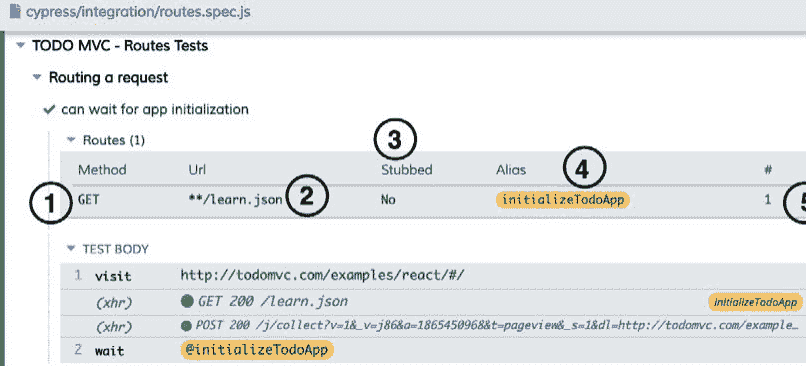 cypress/integration/routes.spec.js
TODO MVC - Routes Tests
Routing a request
can wait for app initialization
Routes (1) 3
Method Url Stubbed Alias 4 #
1 GET **/learn.json 2 No initializeTodoApp 1 5
TEST BODY
1 visit http://todomvc.com/examples/react/#/
(xhr) GET 200 /learn.json initializeTodoApp
(xhr) POST 200 /j/collect?v=1&_v=j86&a=1865450968&t=pageview&_s=1&dl=http://todomvc.com/example…
2 wait @initializeTodoApp